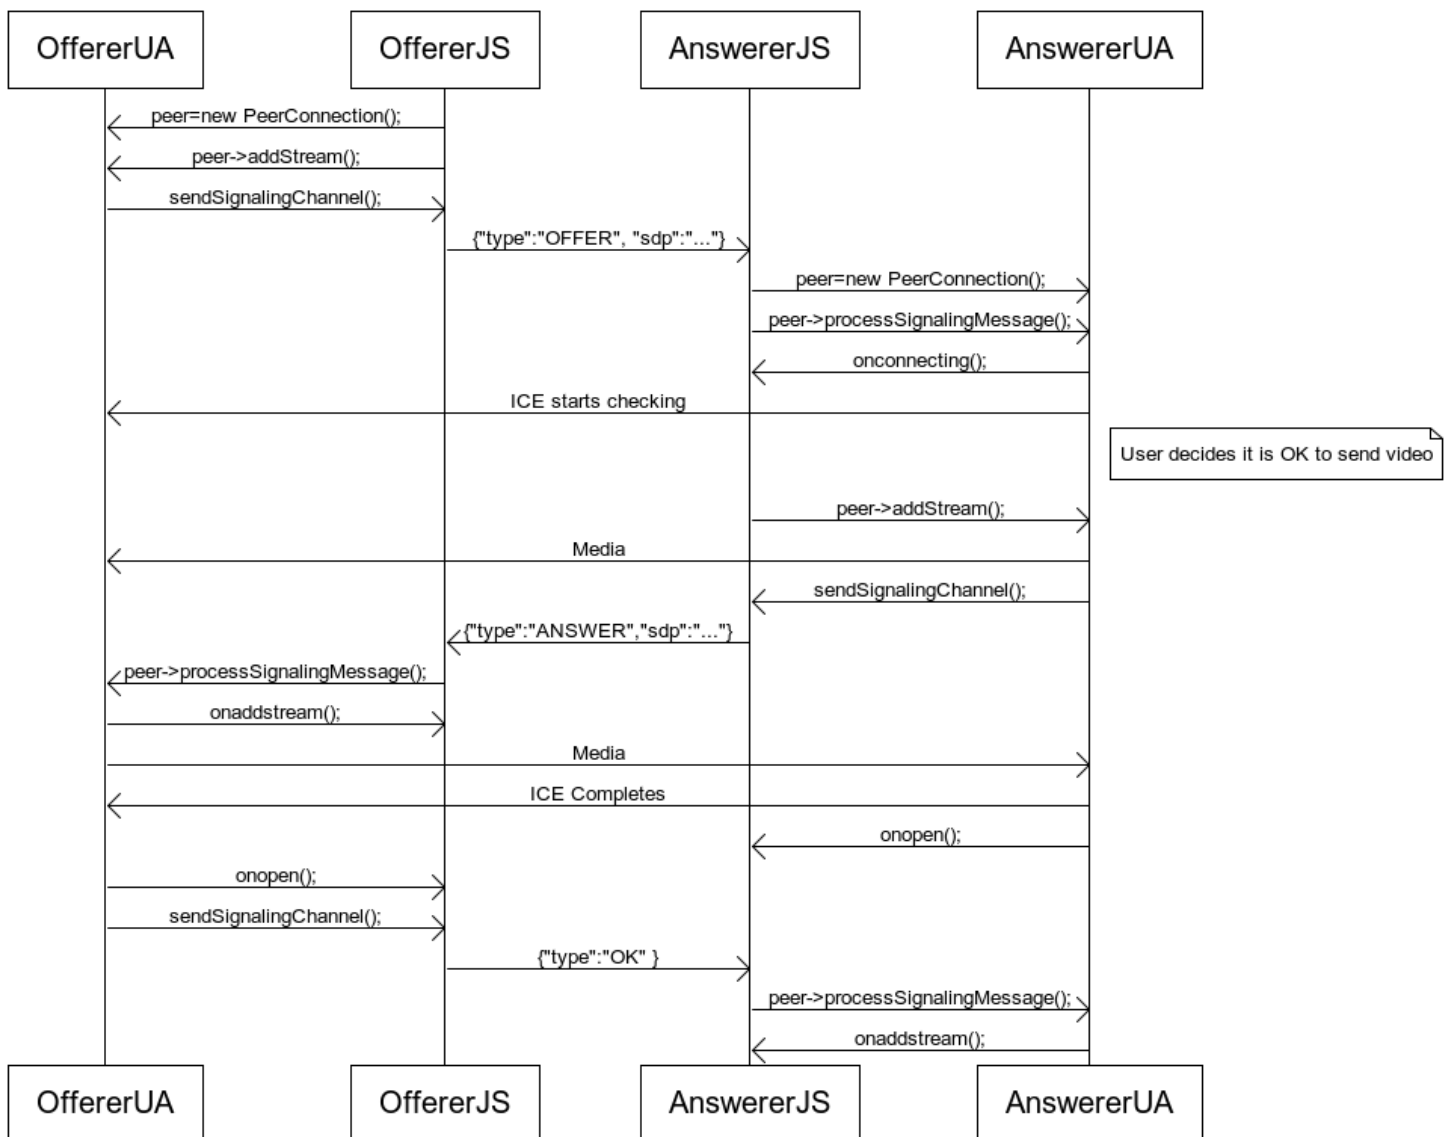 OffererUA
OffererJS
AnswererJS
AnswererUA
peer=new PeerConnection();
peer->addStream();
sendSignalingChannel();
{"type":"OFFER", "sdp":"..."}
peer=new PeerConnection();
peer->processSignalingMessage();
onconnecting();
ICE starts checking
User decides it is OK to send video
peer->addStream();
Media
sendSignalingChannel();
{"type":"ANSWER","sdp":"..."}
peer->processSignalingMessage();
onaddstream();
Media
ICE Completes
onopen();
onopen();
sendSignalingChannel();
{"type":"OK" }
peer->processSignalingMessage();
onaddstream();
OffererUA
OffererJS
AnswererJS
AnswererUA